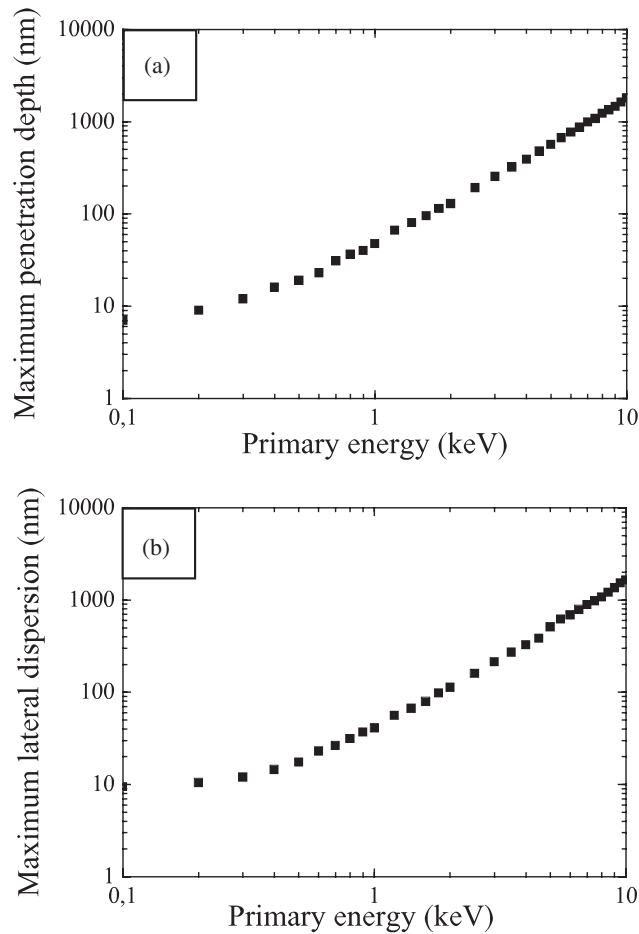 Maximum penetration depth (nm)
10000
(a)
1000
100
10
1
0,1
1
10
Primary energy (keV)
Maximum lateral dispersion (nm)
10000
(b)
1000
100
10
1
0,1
1
10
Primary energy (keV)